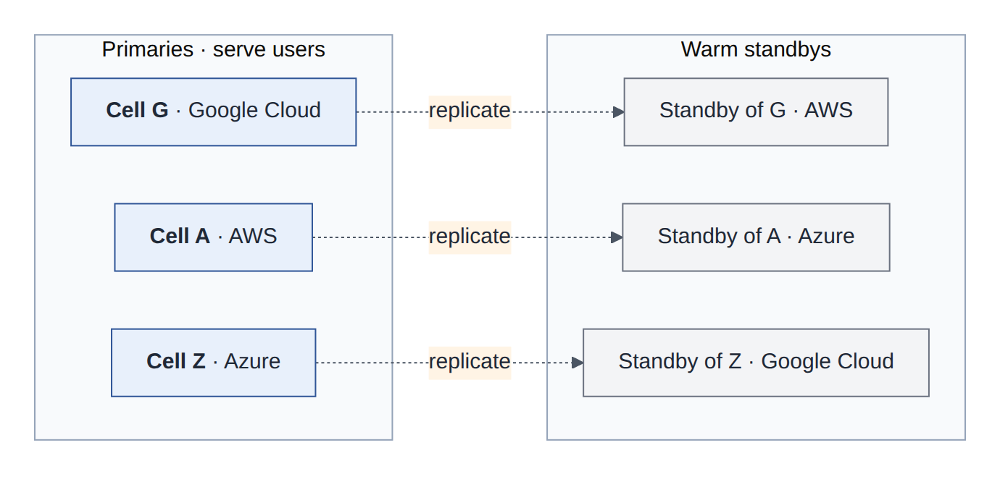 Primaries · serve users
Warm standbys
Cell G · Google Cloud
replicate
Standby of G · AWS
Cell A · AWS
replicate
Standby of A · Azure
Cell Z · Azure
replicate
Standby of Z · Google Cloud